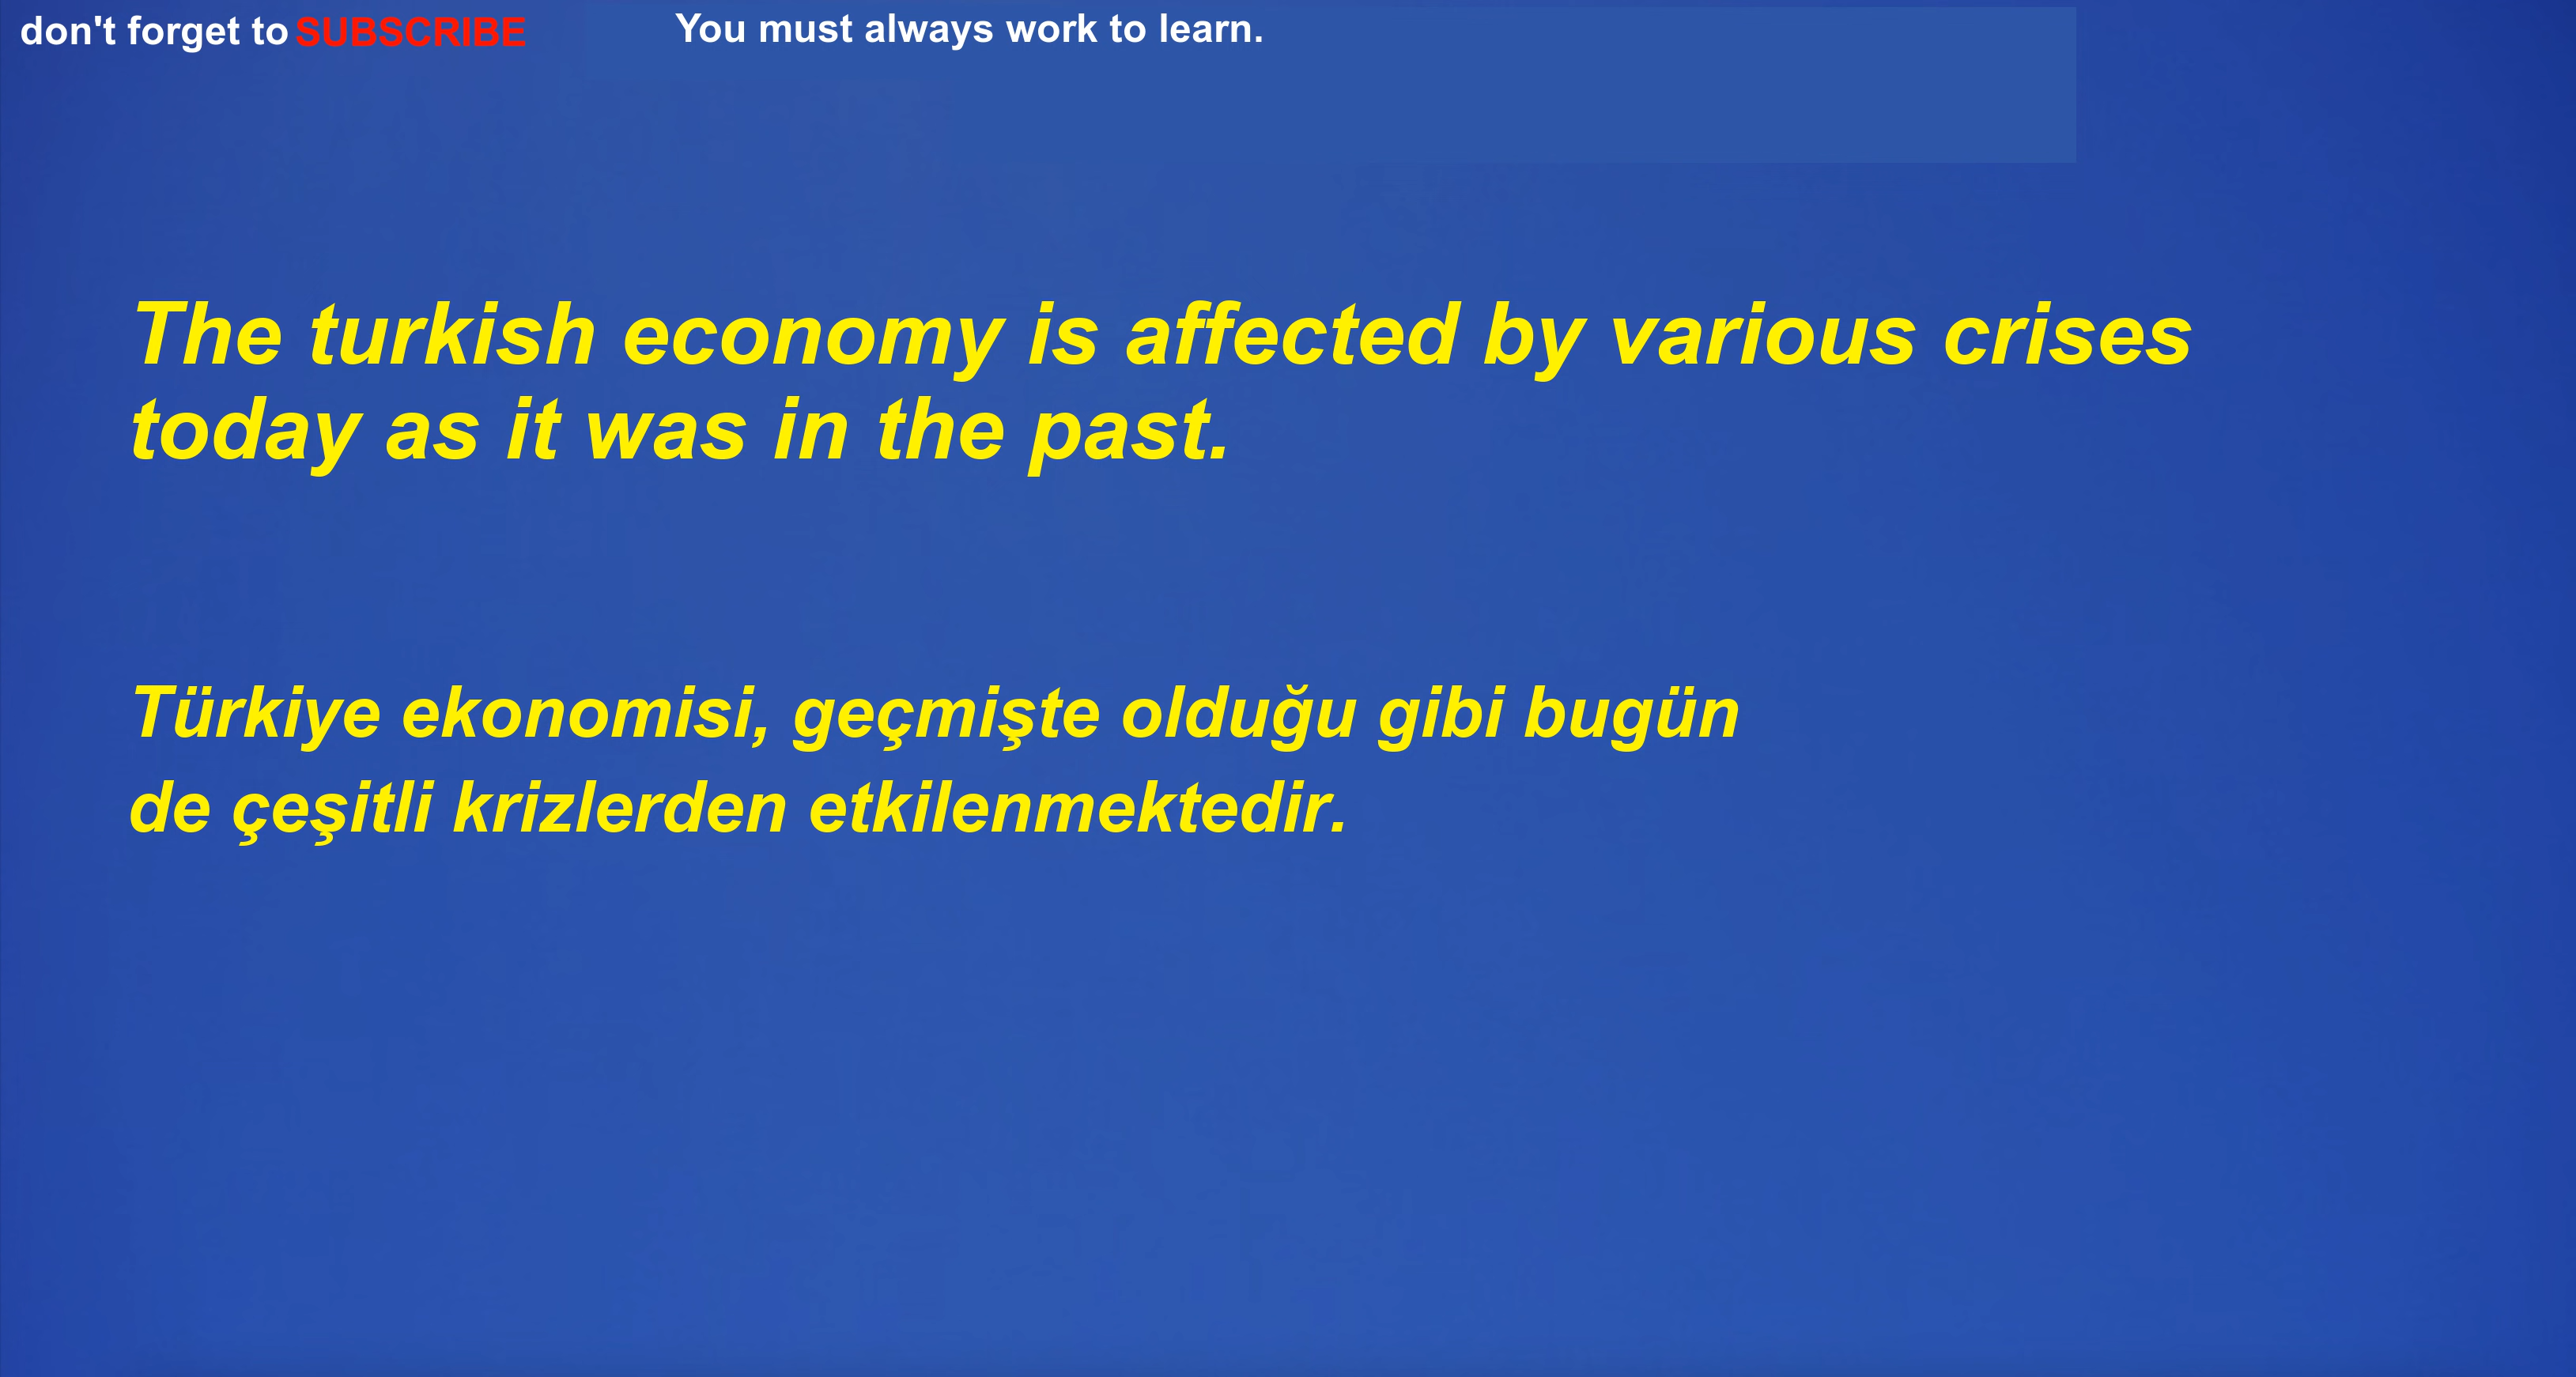 don't forget to SUBSCRIBE You must always work to learn.
The turkish economy is affected by various crises
today as it was in the past.
Türkiye ekonomisi, geçmişte olduğu gibi bugün
de çeşitli krizlerden etkilenmektedir.